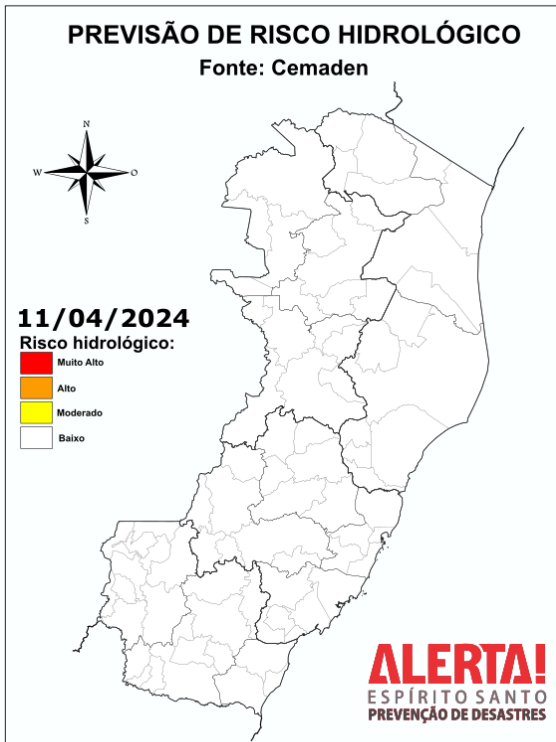 PREVISÃO DE RISCO HIDROLÓGICO
Fonte: Cemaden
N
W
O
S
11/04/2024
Risco hidrológico:
Muito Alto
Alto
Moderado
Baixo
ALERTA!
ESPÍRITO SANTO
PREVENÇÃO DE DESASTRES